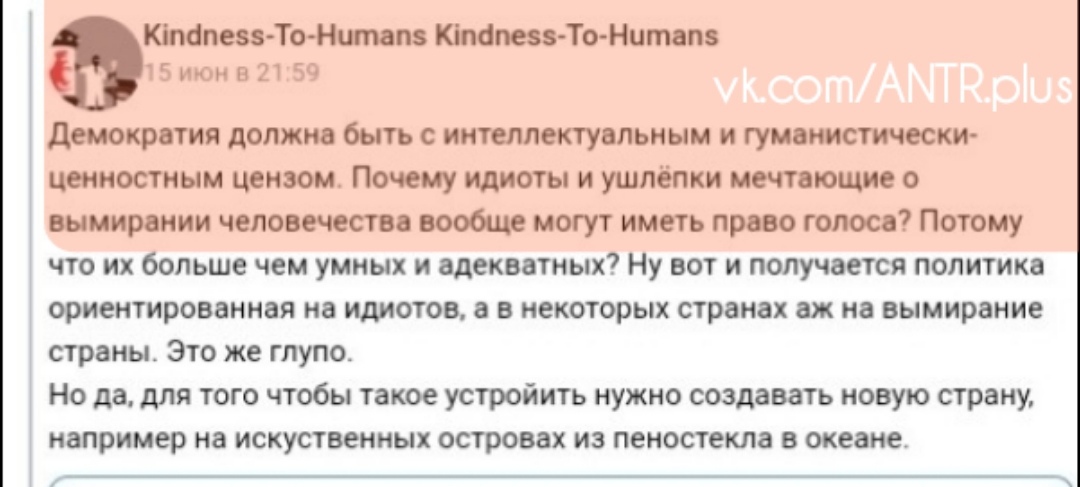 Kindness-To-Humans Kindness-To-Humans
15 июн в 21:59
vk.com/ANTR.plus
Демократия должна быть с интеллектуальным и гуманистически-
ценностным цензом. Почему идиоты и ушлёпки мечтающие о
вымирании человечества вообще могут иметь право голоса? Потому
что их больше чем умных и адекватных? Ну вот и получается политика
ориентированная на идиотов, а в некоторых странах аж на вымирание
страны. Это же глупо.
Но да, для того чтобы такое устройить нужно создавать новую страну,
например на искуственных островах из пеностекла в океане.